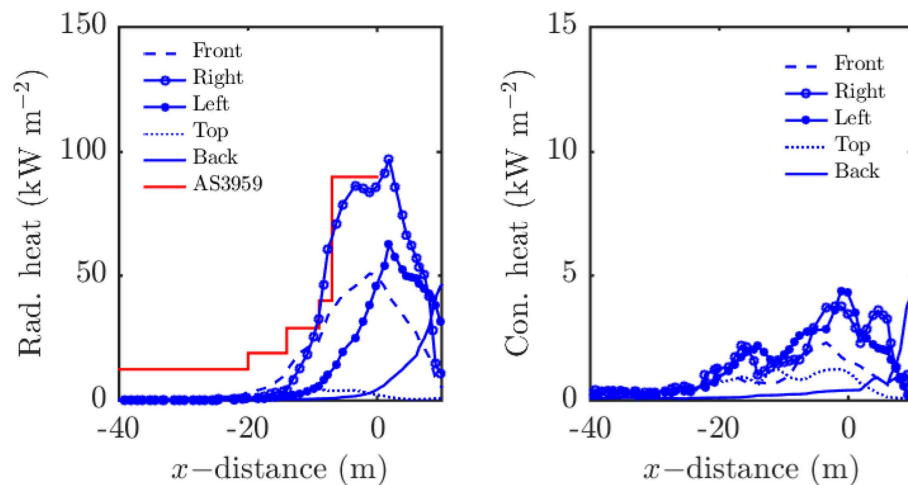 150
100
50
0
Rad. heat (kW m−2)
Front
Right
Left
Top
Back
AS3959
-40
-20
0
x−distance (m)
15
10
5
0
Con. heat (kW m−2)
Front
Right
Left
Top
Back
-40
-20
0
x−distance (m)